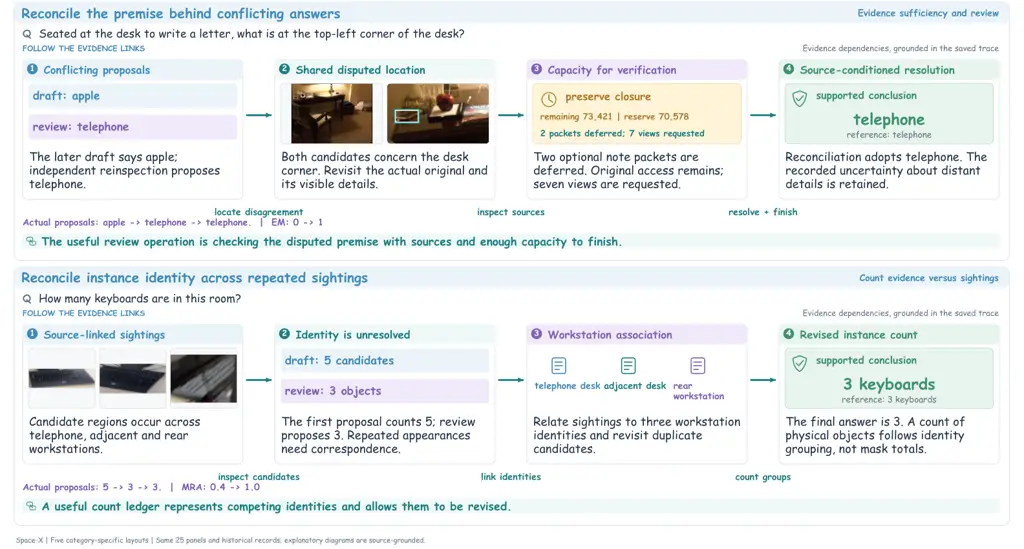 Reconcile the premise behind conflicting answers
Evidence sufficiency and review
Q Seated at the desk to write a letter, what is at the top-left corner of the desk?
FOLLOW THE EVIDENCE LINKS
Evidence dependencies, grounded in the saved trace
1 Conflicting proposals
draft: apple
review: telephone
The later draft says apple;
independent reinspection proposes
telephone.
2 Shared disputed location
Both candidates concern the desk
corner. Revisit the actual original and
its visible details.
3 Capacity for verification
preserve closure
remaining 73,421 | reserve 70,578
2 packets deferred; 7 views requested
Two optional note packets are
deferred. Original access remains;
seven views are requested.
4 Source-conditioned resolution
supported conclusion
telephone
reference: telephone
Reconciliation adopts telephone. The
recorded uncertainty about distant
details is retained.
locate disagreement
inspect sources
resolve + finish
Actual proposals: apple -> telephone -> telephone. | EM: 0 -> 1
The useful review operation is checking the disputed premise with sources and enough capacity to finish.
Reconcile instance identity across repeated sightings
Count evidence versus sightings
Q How many keyboards are in this room?
FOLLOW THE EVIDENCE LINKS
Evidence dependencies, grounded in the saved trace
1 Source-linked sightings
Candidate regions occur across
telephone, adjacent and rear
workstations.
2 Identity is unresolved
draft: 5 candidates
review: 3 objects
The first proposal counts 5; review
proposes 3. Repeated appearances
need correspondence.
3 Workstation association
telephone desk
adjacent desk
rear
workstation
Relate sightings to three workstation
identities and revisit duplicate
candidates.
4 Revised instance count
supported conclusion
3 keyboards
reference: 3 keyboards
The final answer is 3. A count of
physical objects follows identity
grouping, not mask totals.
inspect candidates
link identities
count groups
Actual proposals: 5 -> 3 -> 3. | MRA: 0.4 -> 1.0
A useful count ledger represents competing identities and allows them to be revised.
Space-X | Five category-specific layouts | Same 25 panels and historical records; explanatory diagrams are source-grounded.